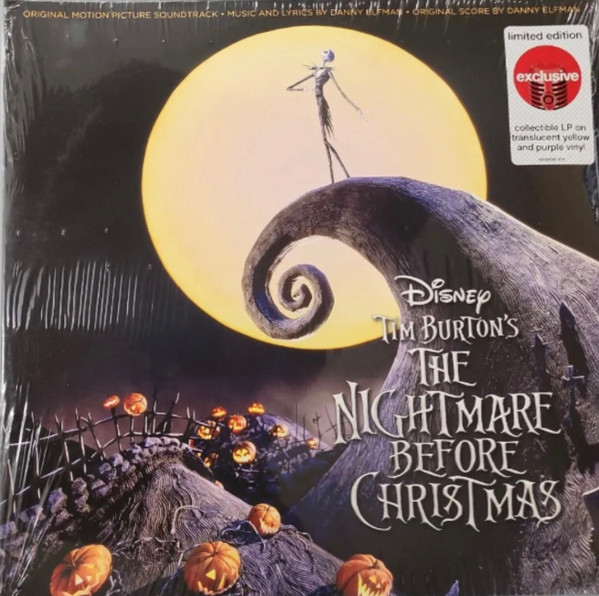 ORIGINAL MOTION PICTURE SOUNDTRACK • MUSIC AND LYRICS BY DANNY ELFMAN • ORIGINAL SCORE BY DANNY ELFMAN
limited edition
exclusive
collectible LP on
translucent yellow
and purple vinyl
Disney
TIM BURTON'S
THE
NIGHTMARE
BEFORE
CHRISTMAS